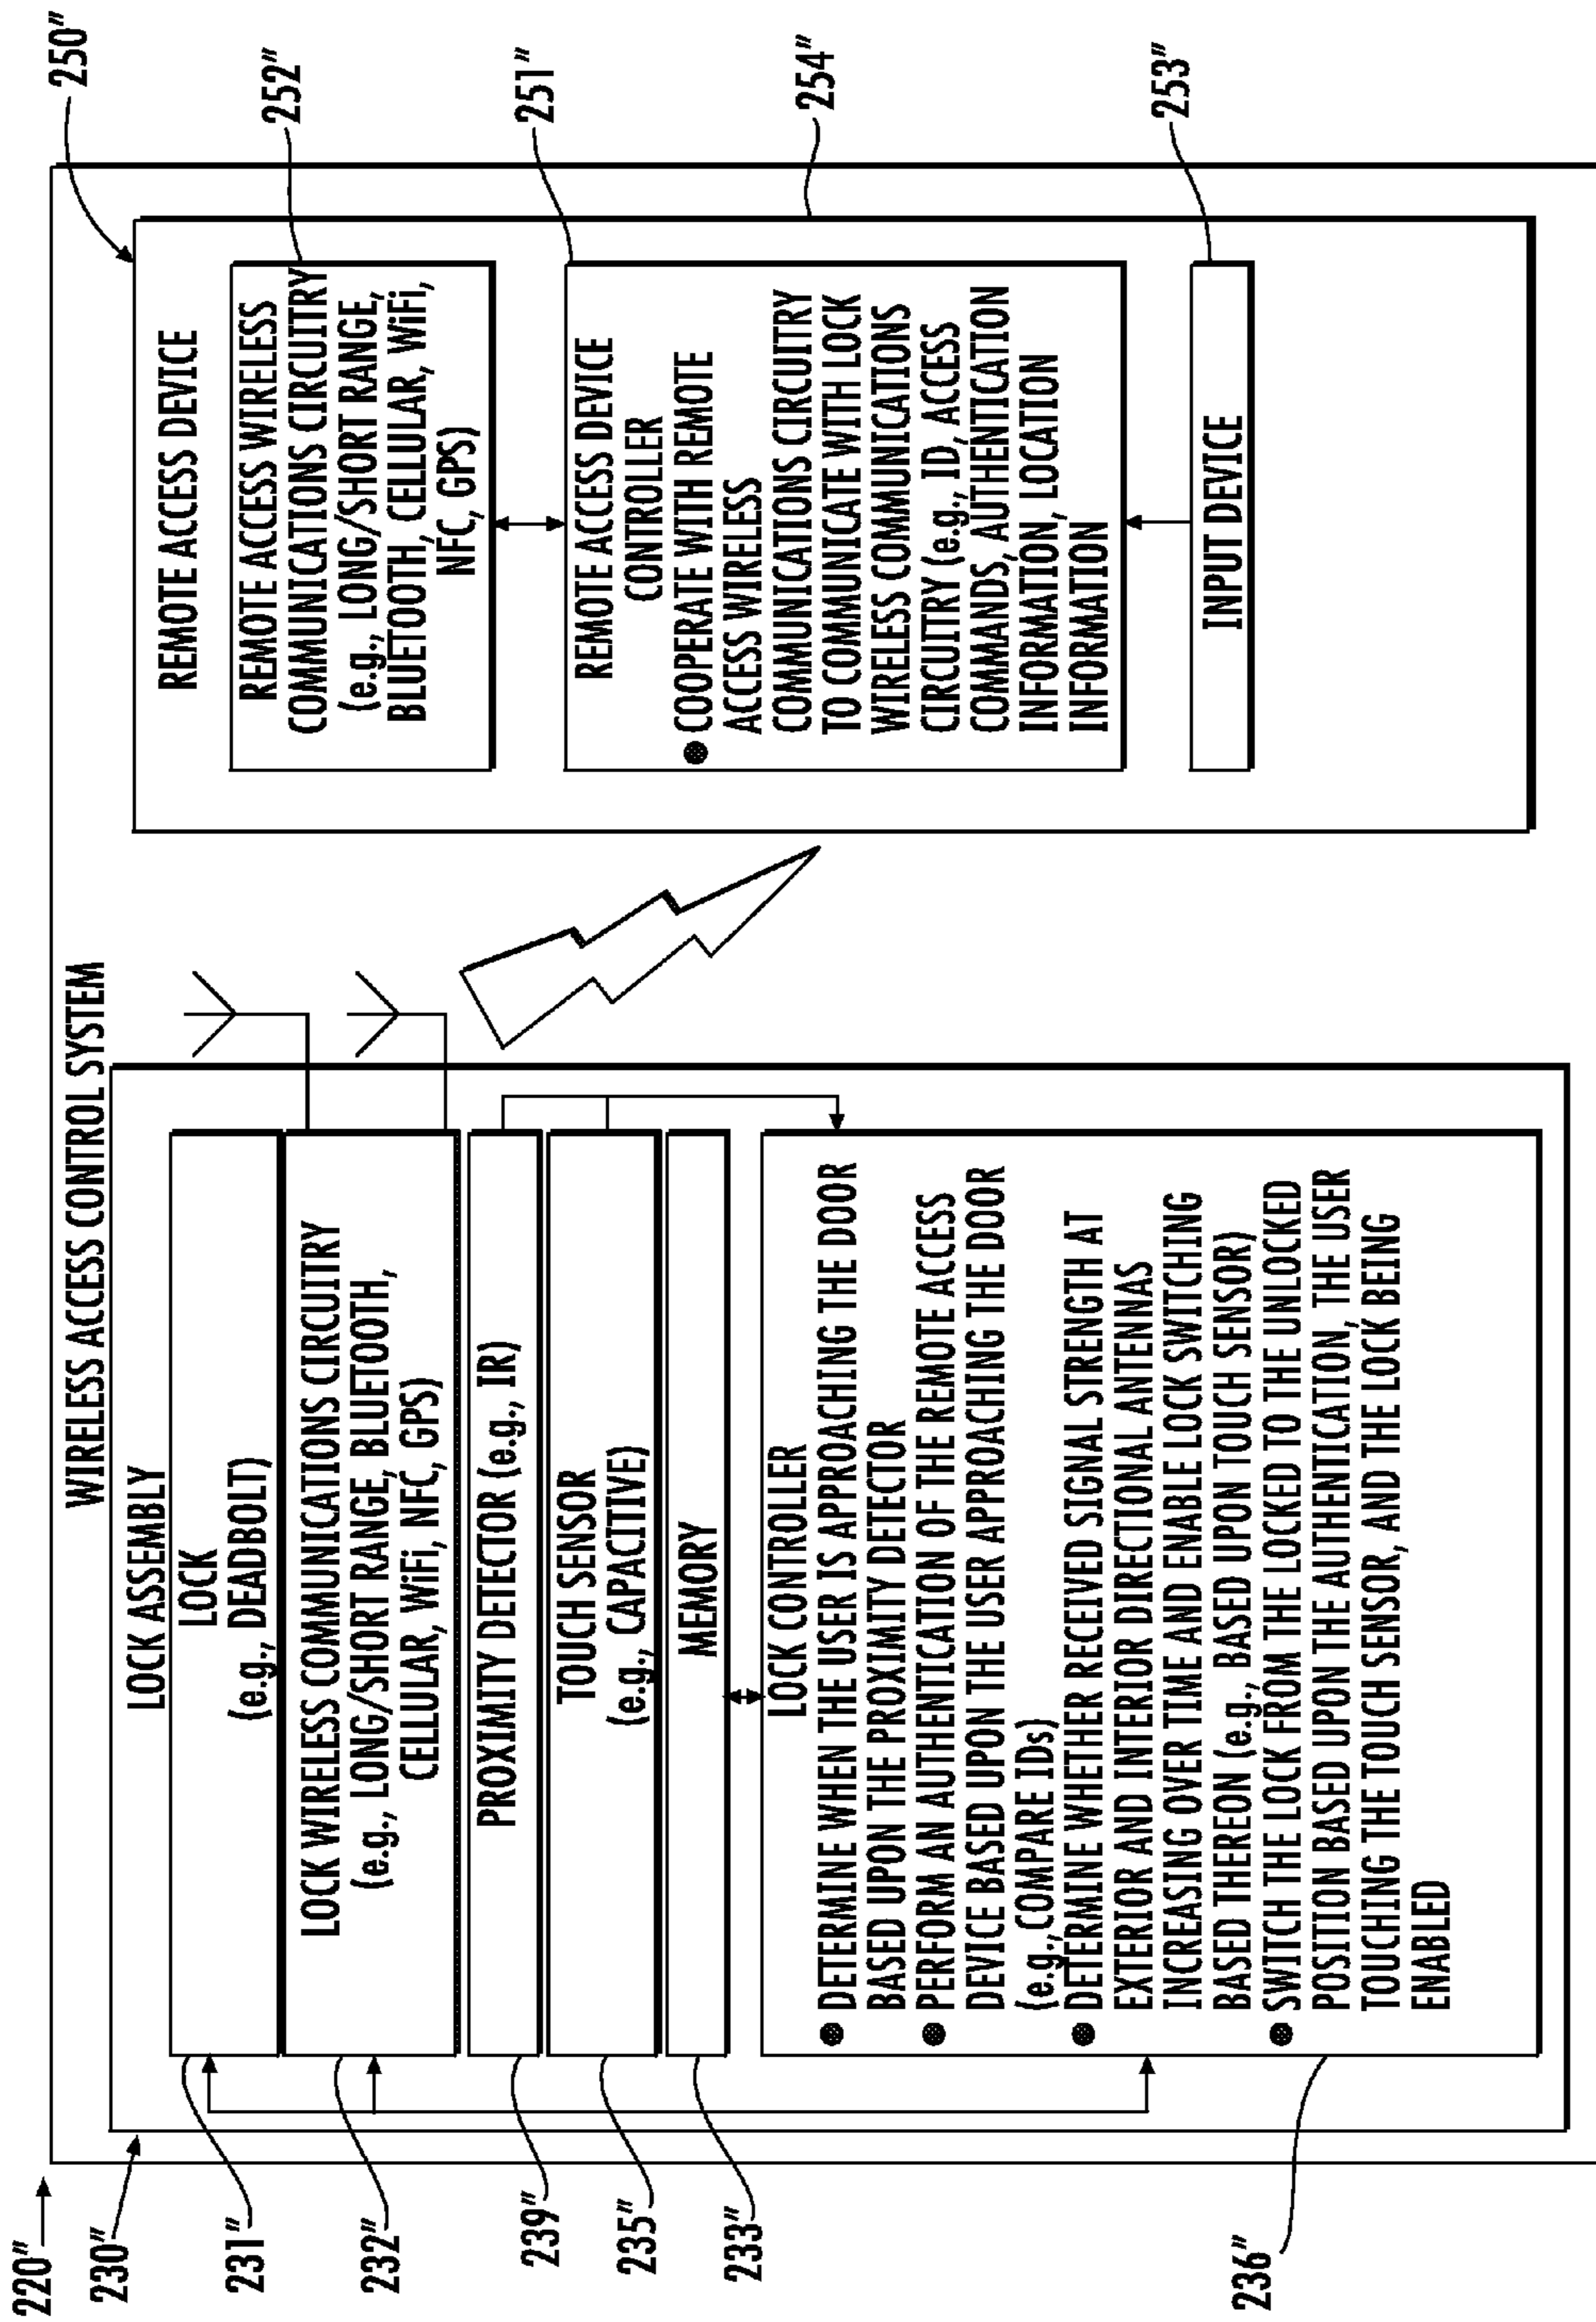 220″
WIRELESS ACCESS CONTROL SYSTEM
230″
LOCK ASSEMBLY
231″
LOCK
(e.g., DEADBOLT)
232″
LOCK WIRELESS COMMUNICATIONS CIRCUITRY
(e.g., LONG/SHORT RANGE, BLUETOOTH,
CELLULAR, WiFi, NFC, GPS)
239″
PROXIMITY DETECTOR (e.g., IR)
235″
TOUCH SENSOR
(e.g., CAPACITIVE)
233″
MEMORY
236″
LOCK CONTROLLER
● DETERMINE WHEN THE USER IS APPROACHING THE DOOR
BASED UPON THE PROXIMITY DETECTOR
● PERFORM AN AUTHENTICATION OF THE REMOTE ACCESS
DEVICE BASED UPON THE USER APPROACHING THE DOOR
(e.g., COMPARE IDs)
● DETERMINE WHETHER RECEIVED SIGNAL STRENGTH AT
EXTERIOR AND INTERIOR DIRECTIONAL ANTENNAS
INCREASING OVER TIME AND ENABLE LOCK SWITCHING
BASED THEREON (e.g., BASED UPON TOUCH SENSOR)
● SWITCH THE LOCK FROM THE LOCKED TO THE UNLOCKED
POSITION BASED UPON THE AUTHENTICATION, THE USER
TOUCHING THE TOUCH SENSOR, AND THE LOCK BEING
ENABLED
250″
REMOTE ACCESS DEVICE
252″
REMOTE ACCESS WIRELESS
COMMUNICATIONS CIRCUITRY
(e.g., LONG/SHORT RANGE,
BLUETOOTH, CELLULAR, WiFi,
NFC, GPS)
251″
REMOTE ACCESS DEVICE
CONTROLLER
● COOPERATE WITH REMOTE
ACCESS WIRELESS
COMMUNICATIONS CIRCUITRY
TO COMMUNICATE WITH LOCK
WIRELESS COMMUNICATIONS
CIRCUITRY (e.g., ID, ACCESS
COMMANDS, AUTHENTICATION
INFORMATION, LOCATION
INFORMATION
254″
253″
INPUT DEVICE